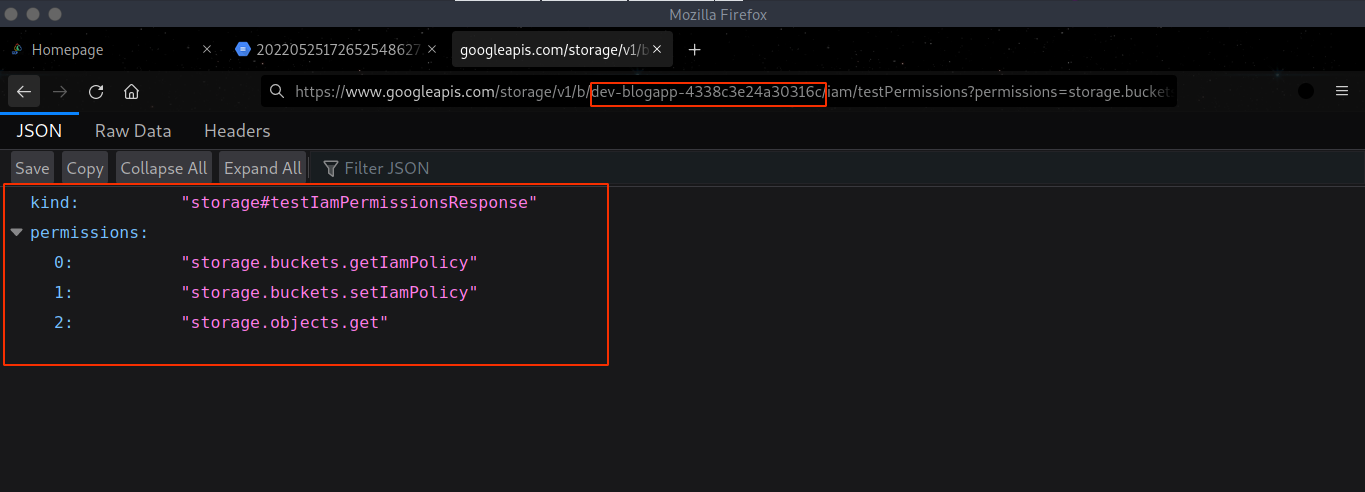 Mozilla Firefox
Homepage
20220525172652548627
googleapis.com/storage/v1/b
https://www.googleapis.com/storage/v1/b/dev-blogapp-4338c3e24a30316c/iam/testPermissions?permissions=storage.bucket
JSON Raw Data Headers
Save Copy Collapse All Expand All Filter JSON
kind: "storage#testIamPermissionsResponse"
permissions:
0: "storage.buckets.getIamPolicy"
1: "storage.buckets.setIamPolicy"
2: "storage.objects.get"